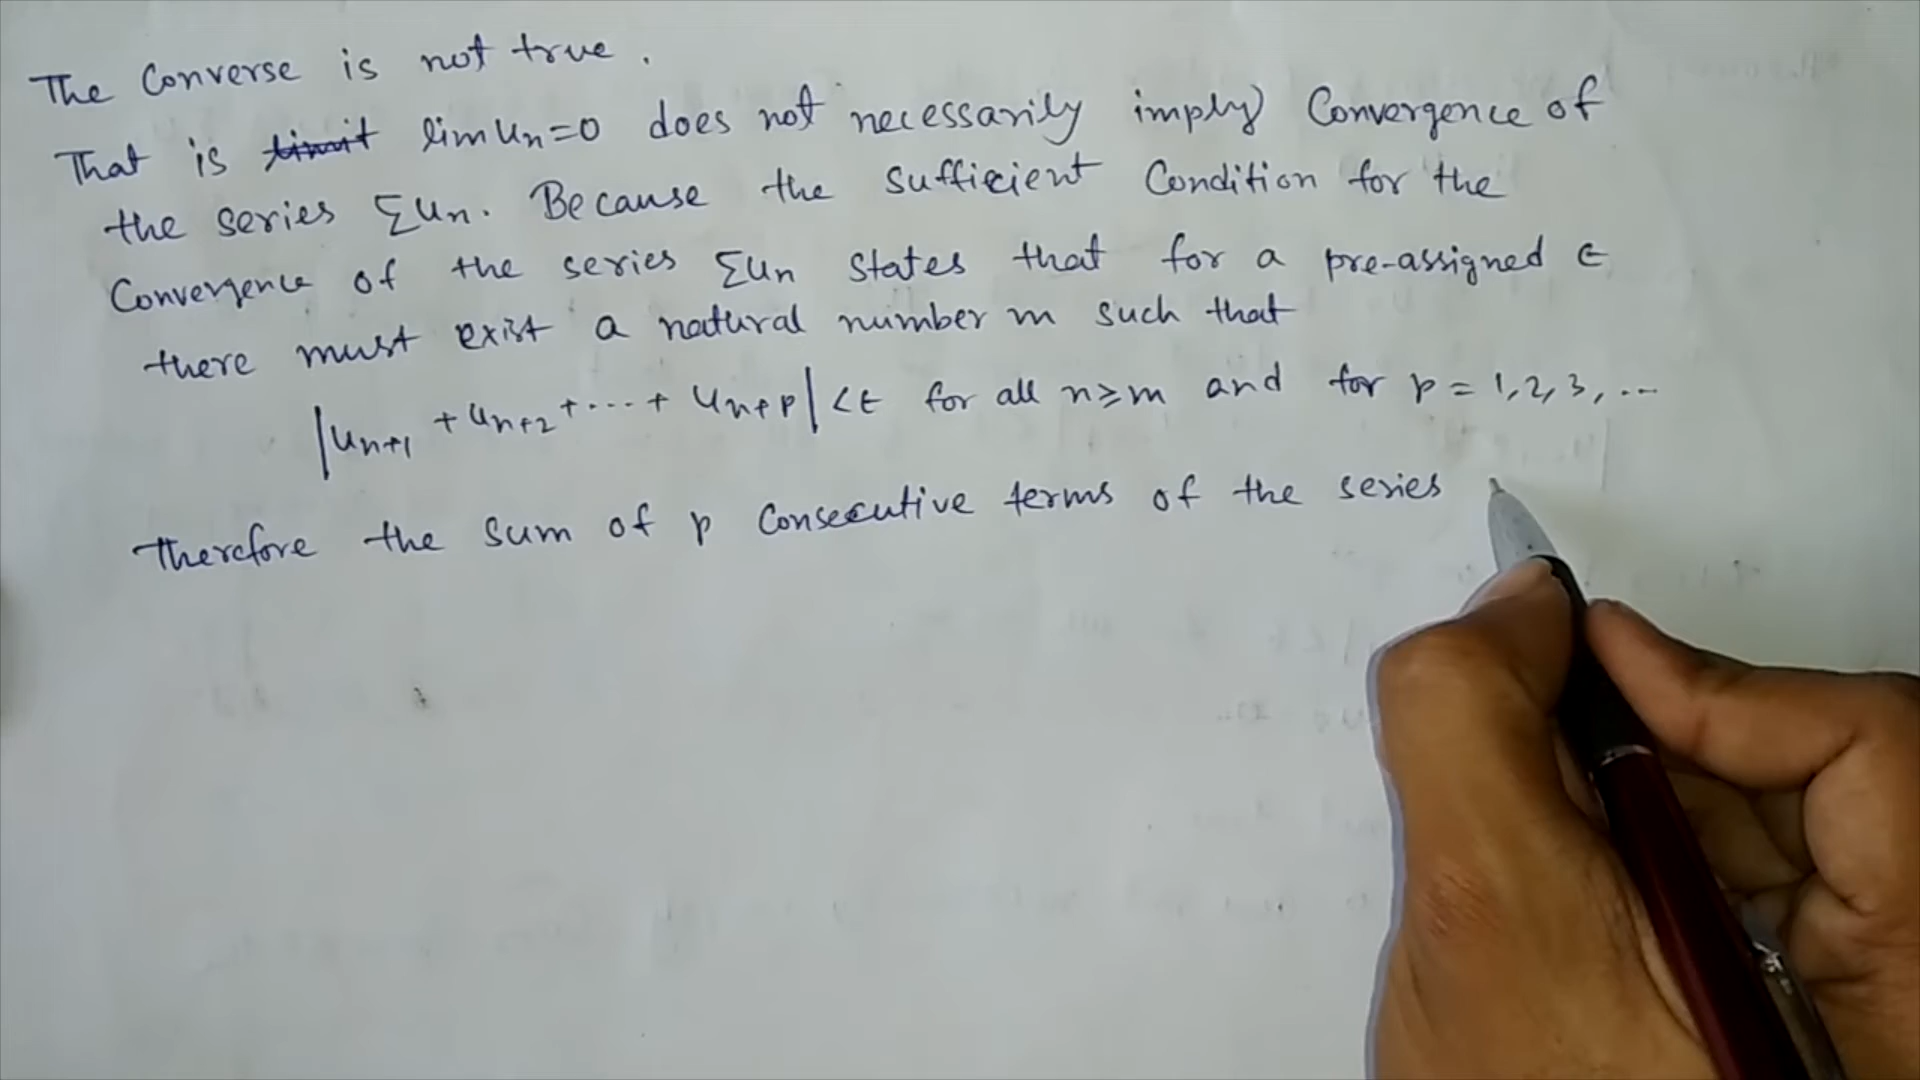 The Converse is not true.
That is limit lim un=0 does not necessarily imply Convergence of
the series Σun. Because the sufficient Condition for the
Convergence of the series Σun states that for a pre-assigned ϵ
there must exist a natural number m such that
|un+1 + un+2 + .... + un+p| < ϵ for all n ≥ m and for p = 1, 2, 3, ...
Therefore the sum of p Consecutive terms of the series